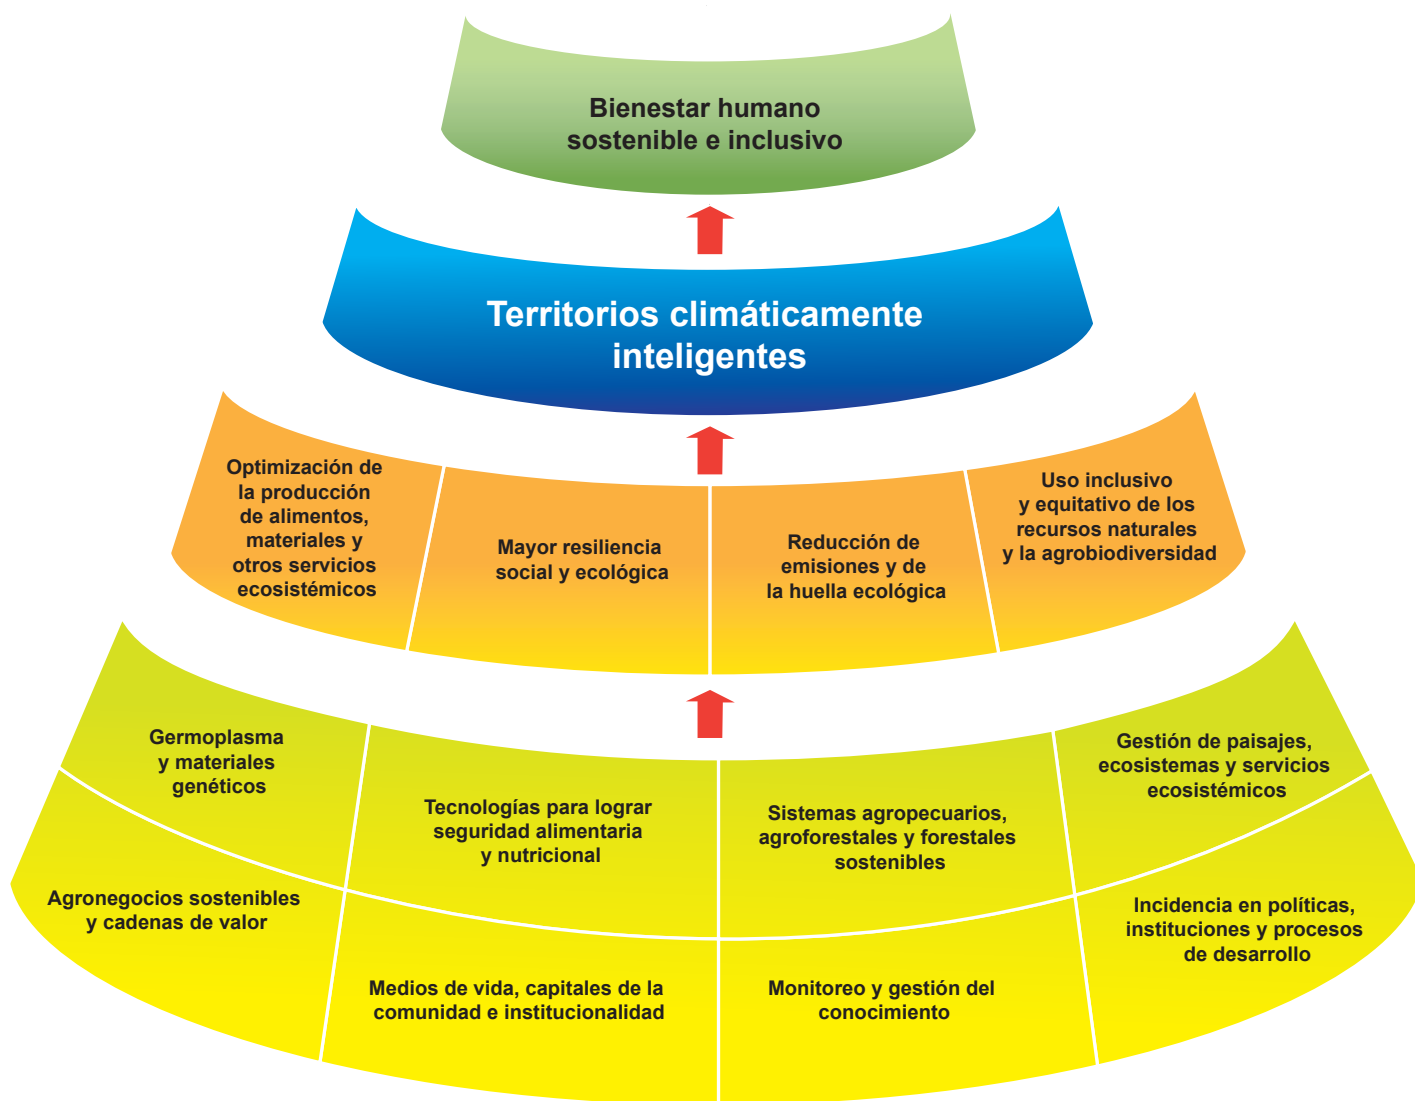 Bienestar humano
sostenible e inclusivo
Territorios climáticamente
inteligentes
Optimización de
la producción
de alimentos,
materiales y
otros servicios
ecosistémicos
Mayor resiliencia
social y ecológica
Reducción de
emisiones y de
la huella ecológica
Uso inclusivo
y equitativo de los
recursos naturales
y la agrobiodiversidad
Germoplasma
y materiales
genéticos
Tecnologías para lograr
seguridad alimentaria
y nutricional
Sistemas agropecuarios,
agroforestales y forestales
sostenibles
Gestión de paisajes,
ecosistemas y servicios
ecosistémicos
Agronegocios sostenibles
y cadenas de valor
Medios de vida, capitales de la
comunidad e institucionalidad
Monitoreo y gestión del
conocimiento
Incidencia en políticas,
instituciones y procesos
de desarrollo